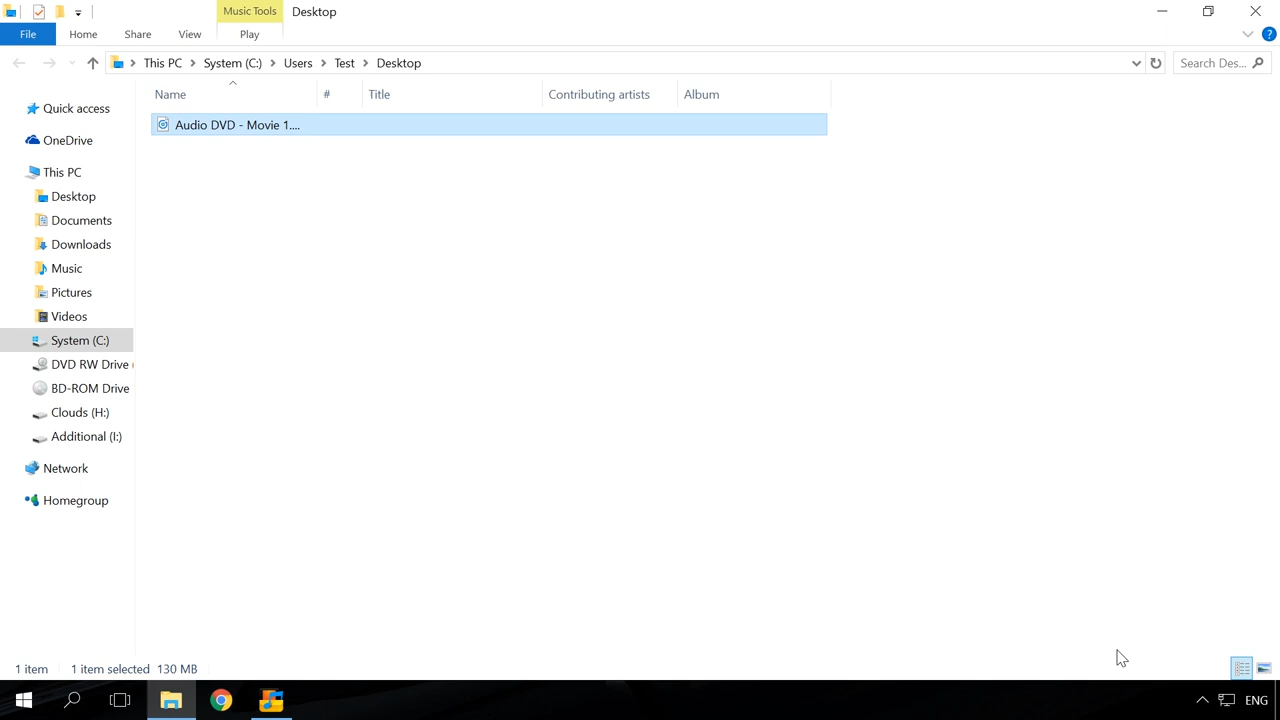 Music Tools Desktop
File Home Share View Play
This PC System (C:) Users Test Desktop Search Des...
Name # Title Contributing artists Album
Audio DVD - Movie 1....
Quick access
OneDrive
This PC
Desktop
Documents
Downloads
Music
Pictures
Videos
System (C:)
DVD RW Drive (
BD-ROM Drive
Clouds (H:)
Additional (I:)
Network
Homegroup
1 item 1 item selected 130 MB
ENG